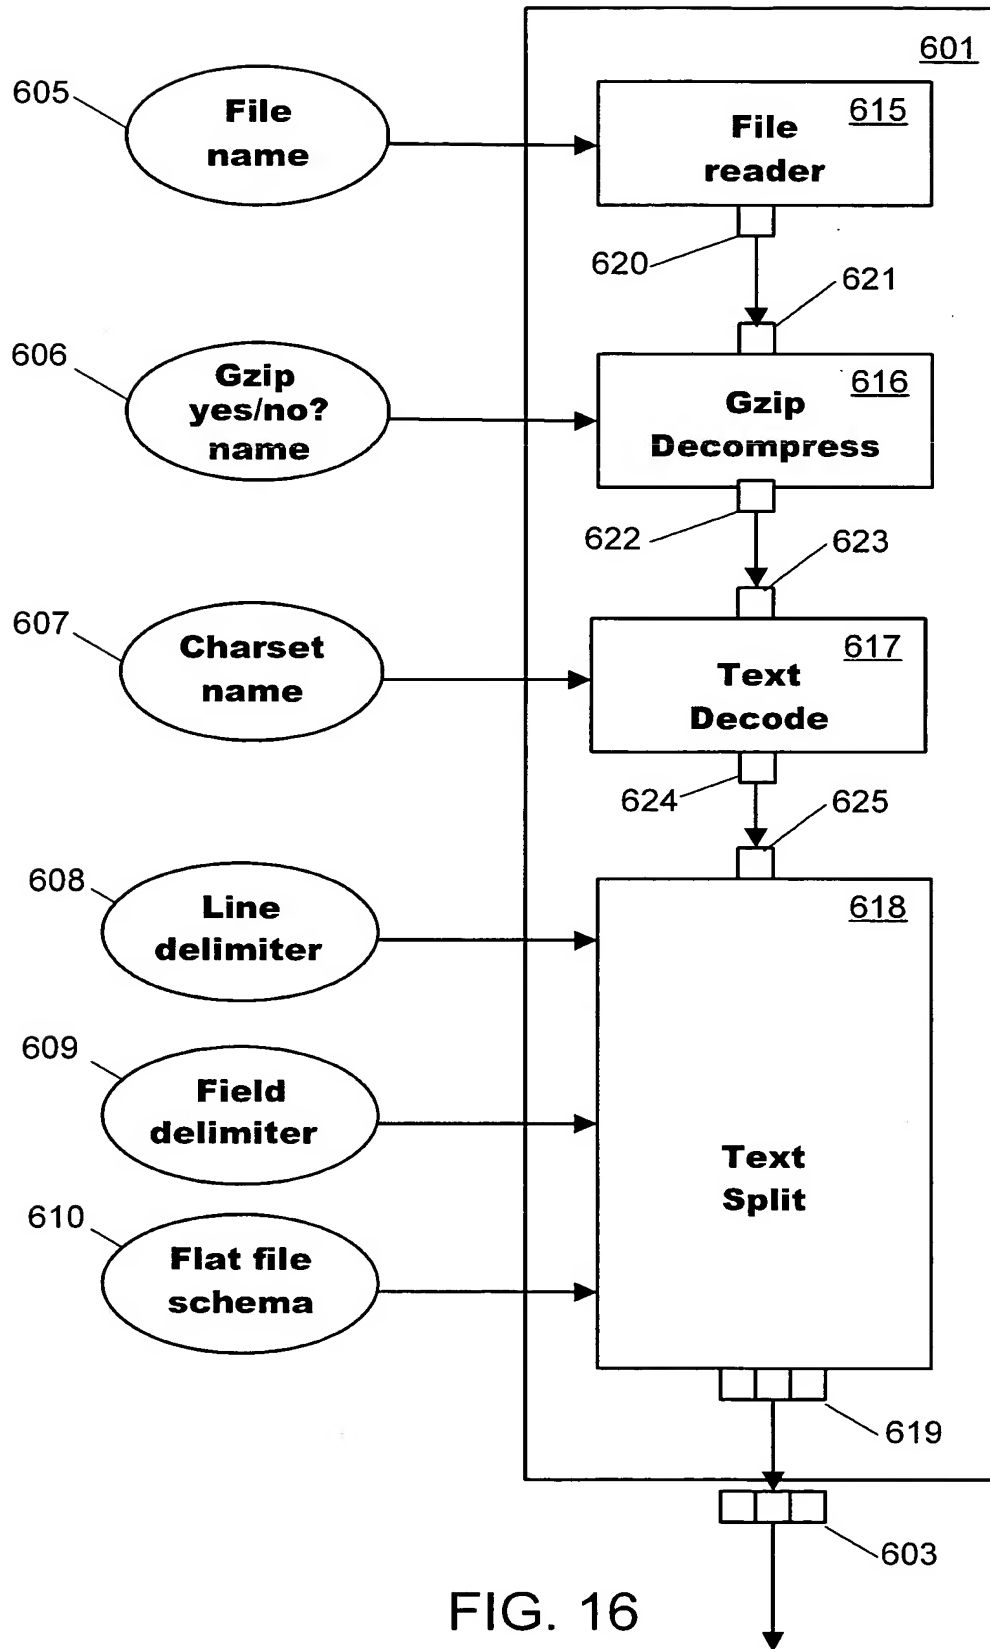 601
605
File
name
615
File
reader
620
621
606
Gzip
yes/no?
name
616
Gzip
Decompress
622
623
607
Charset
name
617
Text
Decode
624
625
608
Line
delimiter
618
609
Field
delimiter
Text
Split
610
Flat file
schema
619
603
FIG. 16